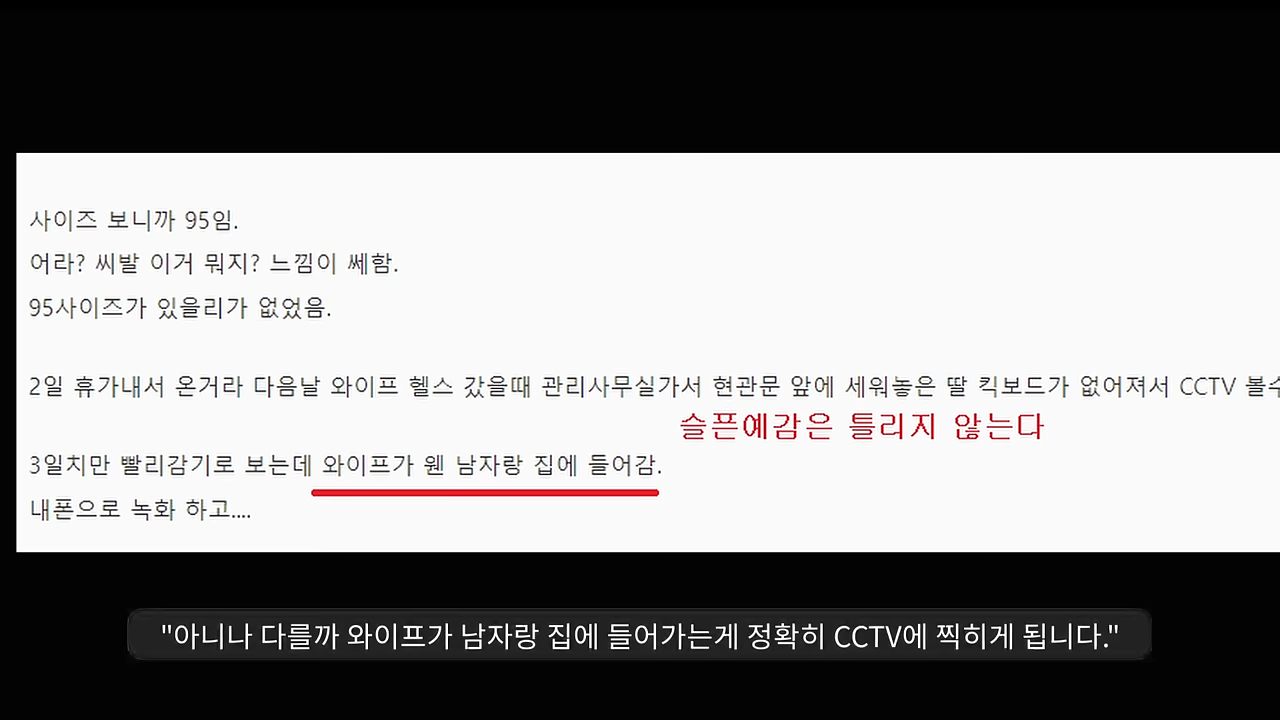 사이즈 보니까 95임.
어라? 씨발 이거 뭐지? 느낌이 쎄함.
95사이즈가 있을리가 없었음.
2일 휴가내서 온거라 다음날 와이프 헬스 갔을때 관리사무실가서 현관문 앞에 세워놓은 딸 킥보드가 없어져서 CCTV
슬픈예감은 틀리지 않는다
3일치만 빨리감기로 보는데 와이프가 웬 남자랑 집에 들어감.
내폰으로 녹화 하고....
"아니나 다를까 와이프가 남자랑 집에 들어가는게 정확히 CCTV에 찍히게 됩니다."